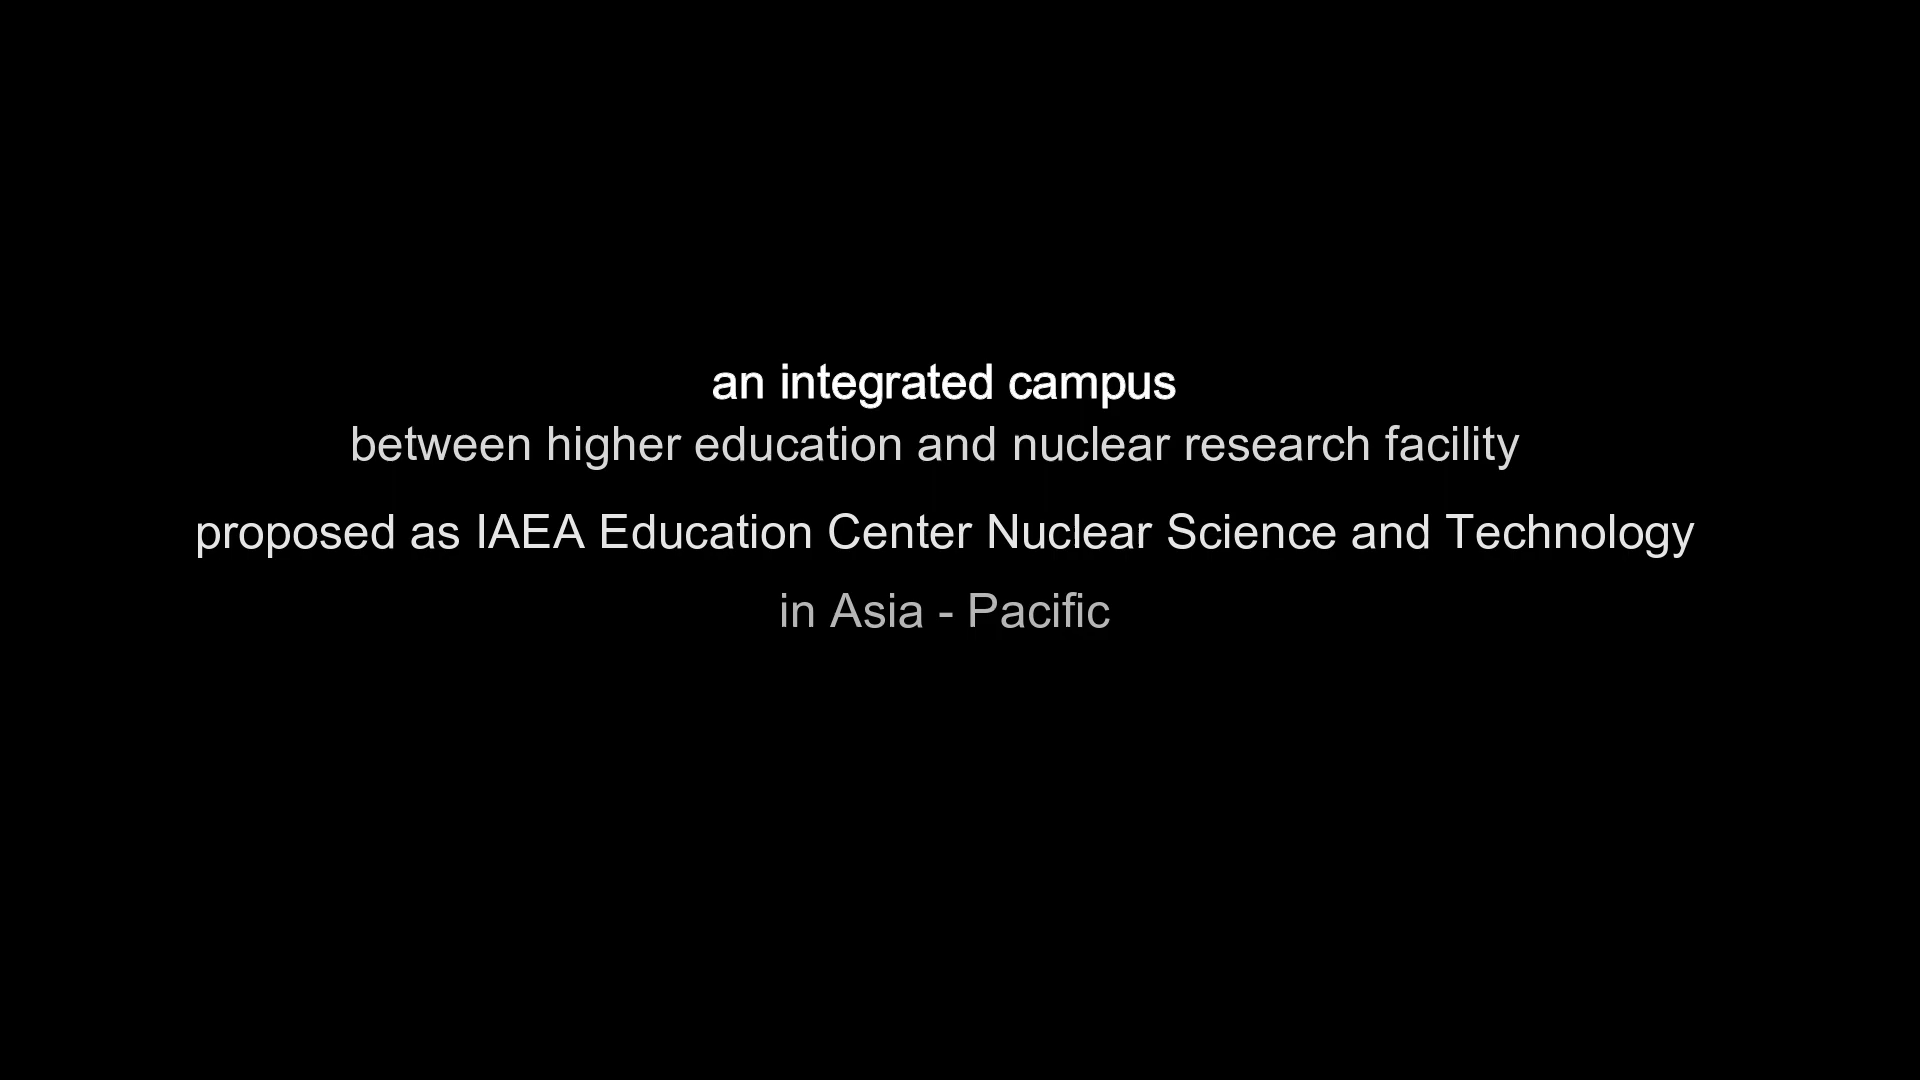 an integrated campus
between higher education and nuclear research facility
proposed as IAEA Education Center Nuclear Science and Technology
in Asia - Pacific